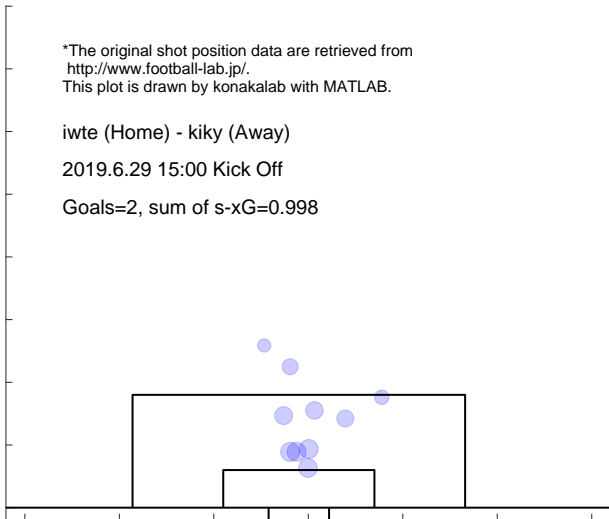 *The original shot position data are retrieved from
http://www.football-lab.jp/.
This plot is drawn by konakalab with MATLAB.
iwte (Home) - kiky (Away)
2019.6.29 15:00 Kick Off
Goals=2, sum of s-xG=0.998